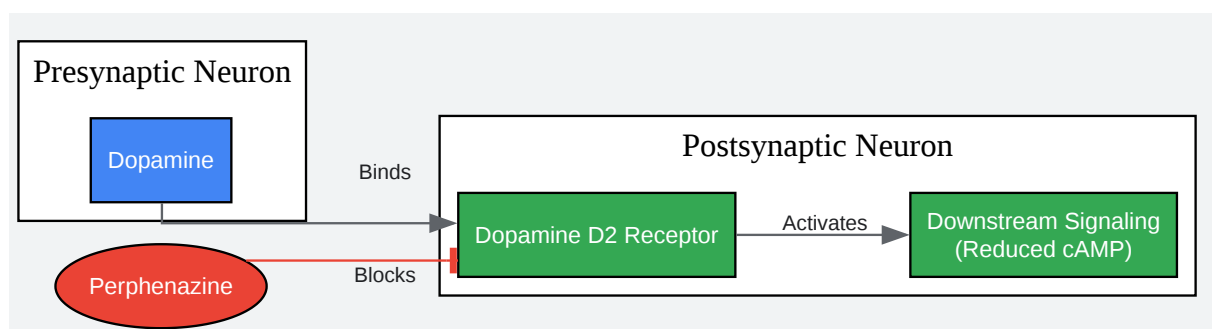 Presynaptic Neuron
Dopamine
Binds
Postsynaptic Neuron
Dopamine D2 Receptor
Activates
Downstream Signaling
(Reduced cAMP)
Perphenazine
Blocks